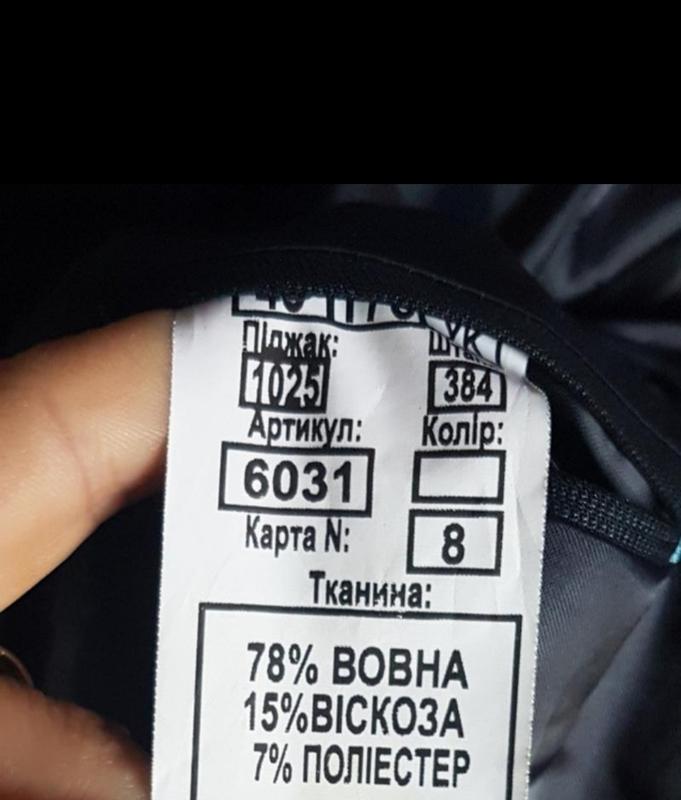 Піджак:
1025 384
Артикул: Колір:
6031
Карта N: 8
Тканина:
78% ВОВНА
15%ВІСКОЗА
7% ПОЛІЕСТЕР